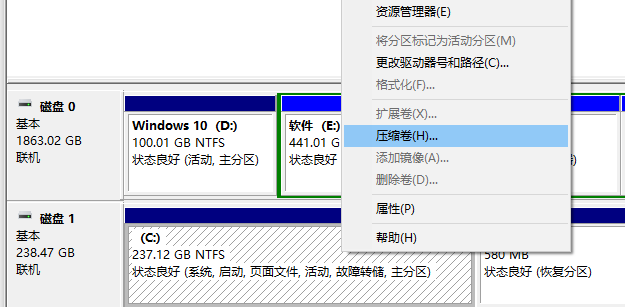 资源管理器(E)
将分区标记为活动分区(M)
更改驱动器号和路径(C)...
格式化(F)...
扩展卷(X)...
压缩卷(H)...
添加镜像(A)...
删除卷(D)...
属性(P)
帮助(H)
磁盘 0
基本
1863.02 GB
联机
Windows 10 (D:)
100.01 GB NTFS
状态良好 (活动, 主分区)
软件 (E:)
441.01 G
状态良好
磁盘 1
基本
238.47 GB
联机
(C:)
237.12 GB NTFS
状态良好 (系统, 启动, 页面文件, 活动, 故障转储, 主分区)
580 MB
状态良好 (恢复分区)